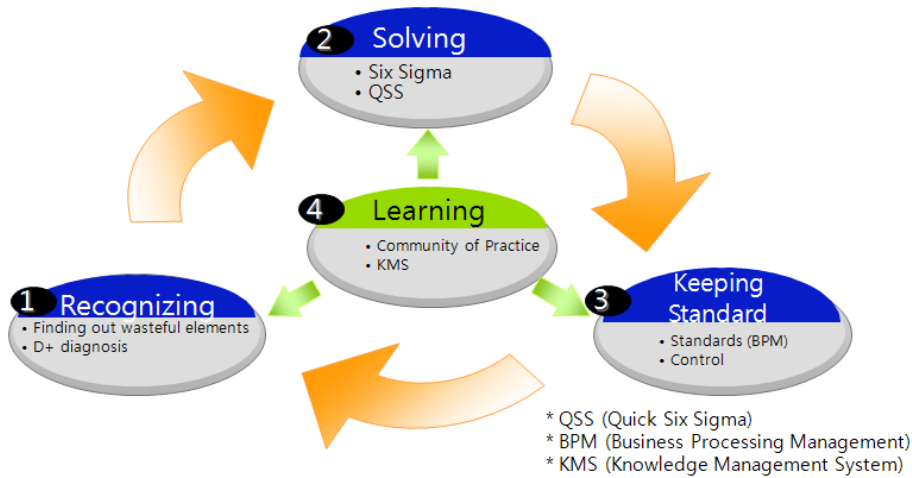 2 Solving
• Six Sigma
• QSS
4 Learning
• Community of Practice
• KMS
1 Recognizing
• Finding out wasteful elements
• D+ diagnosis
3 Keeping
Standard
• Standards (BPM)
• Control
* QSS (Quick Six Sigma)
* BPM (Business Processing Management)
* KMS (Knowledge Management System)